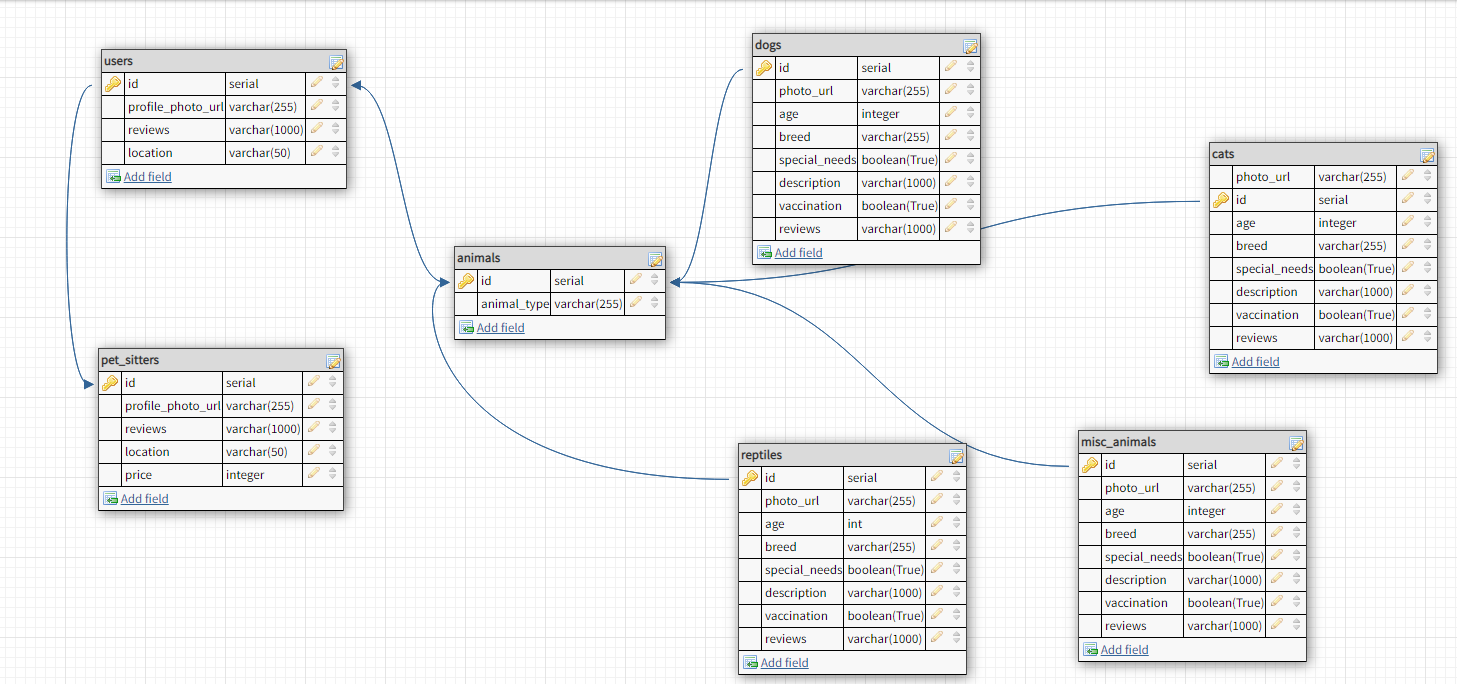 users
id serial
profile_photo_url varchar(255)
reviews varchar(1000)
location varchar(50)
Add field
pet_sitters
id serial
profile_photo_url varchar(255)
reviews varchar(1000)
location varchar(50)
price integer
Add field
animals
id serial
animal_type varchar(255)
Add field
dogs
id serial
photo_url varchar(255)
age integer
breed varchar(255)
special_needs boolean(True)
description varchar(1000)
vaccination boolean(True)
reviews varchar(1000)
Add field
reptiles
id serial
photo_url varchar(255)
age int
breed varchar(255)
special_needs boolean(True)
description varchar(1000)
vaccination boolean(True)
reviews varchar(1000)
Add field
cats
photo_url varchar(255)
id serial
age integer
breed varchar(255)
special_needs boolean(True)
description varchar(1000)
vaccination boolean(True)
reviews varchar(1000)
Add field
misc_animals
id serial
photo_url varchar(255)
age integer
breed varchar(255)
special_needs boolean(True)
description varchar(1000)
vaccination boolean(True)
reviews varchar(1000)
Add field